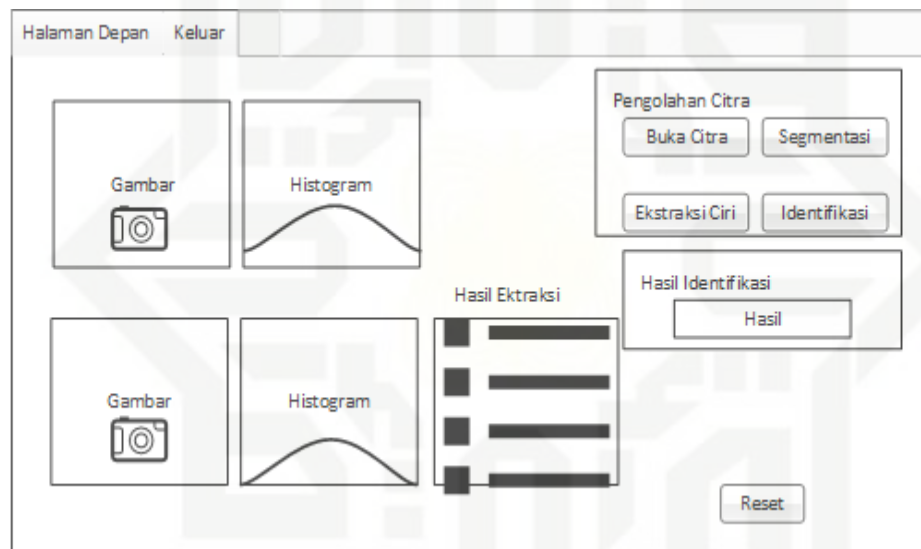 Halaman Depan Keluar
Pengolahan Citra
Buka Citra Segmentasi
Gambar Histogram
Ekstraksi Ciri Identifikasi
Hasil Identifikasi
Hasil Ektraksi
Hasil
Gambar Histogram
Reset